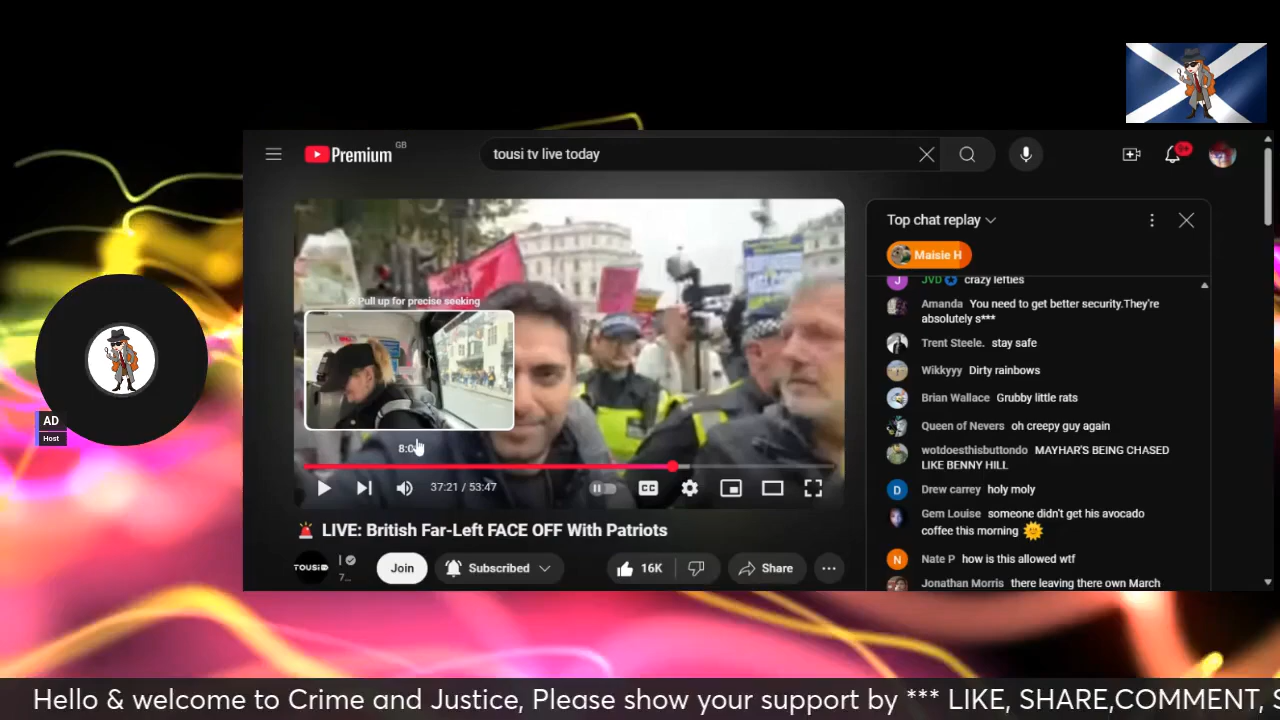 Premium GB
tousi tv live today
9+
Top chat replay
Maisie H
JVD crazy lefties
Amanda You need to get better security.They're
absolutely s***
Trent Steele. stay safe
Wikkyyy Dirty rainbows
Brian Wallace Grubby little rats
Queen of Nevers oh creepy guy again
wotdoesthisbuttondo MAYHAR'S BEING CHASED
LIKE BENNY HILL
Drew carrey holy moly
Gem Louise someone didn't get his avocado
coffee this morning
Nate P how is this allowed wtf
Jonathan Morris there leaving there own March
Pull up for precise seeking
37:21 / 53:47
CC
LIVE: British Far-Left FACE OFF With Patriots
TOUSI
7...
Join
Subscribed
16K
Share
AD
Host
Hello & welcome to Crime and Justice, Please show your support by *** LIKE, SHARE,COMMENT, S